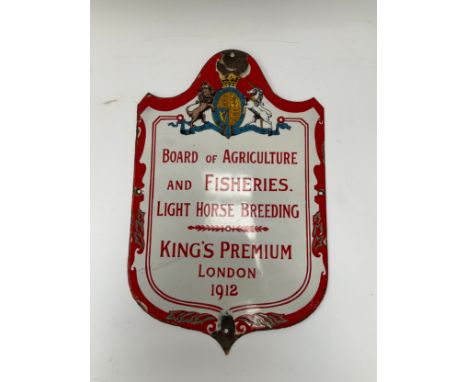 BOARD OF AGRICULTURE
AND FISHERIES.
LIGHT HORSE BREEDING
KING'S PREMIUM
LONDON
1912